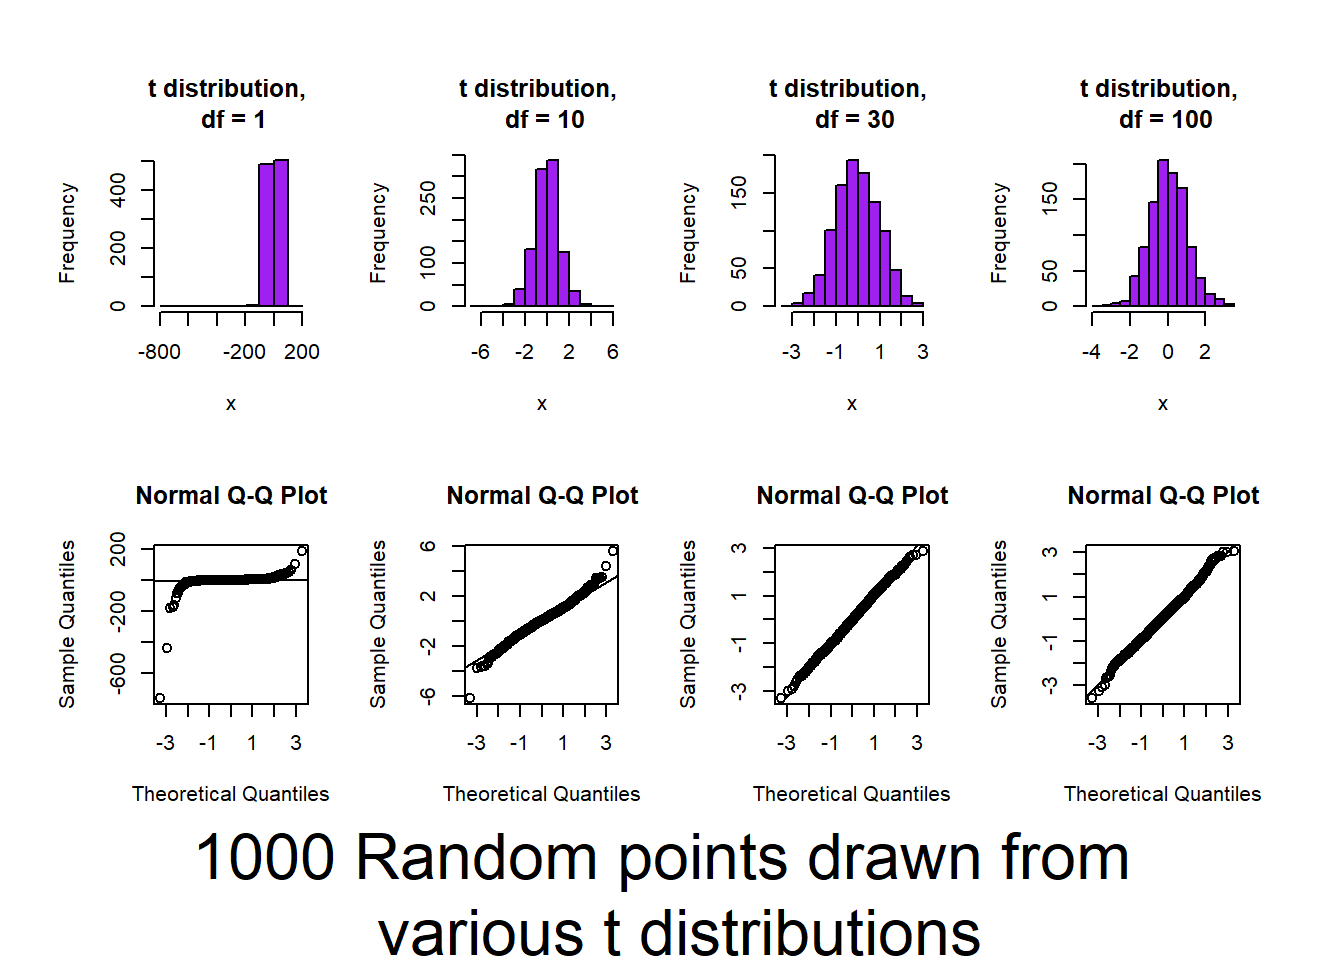 t distribution,
df = 1
t distribution,
df = 10
t distribution,
df = 30
t distribution,
df = 100
Frequency
0 200 400
-800 -200 200
x
Frequency
0 100 250
-6 -2 2 6
x
Frequency
0 50 150
-3 -1 1 3
x
Frequency
0 50 150
-4 -2 0 2
x
Normal Q-Q Plot
Sample Quantiles
-600 -200 200
-3 -1 1 3
Theoretical Quantiles
Normal Q-Q Plot
Sample Quantiles
-6 -2 2 6
-3 -1 1 3
Theoretical Quantiles
Normal Q-Q Plot
Sample Quantiles
-3 -1 1 3
-3 -1 1 3
Theoretical Quantiles
Normal Q-Q Plot
Sample Quantiles
-3 -1 1 3
-3 -1 1 3
Theoretical Quantiles
1000 Random points drawn from
various t distributions